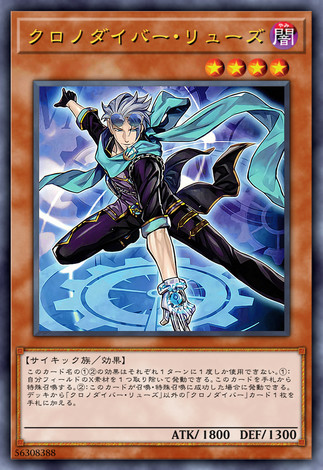 クロノダイバー・リューズ
闇
やみ
【サイキック族／効果】
このカード名の①②の効果はそれぞれ１ターンに１度しか使用できない。①：
自分フィールドのX素材を１つ取り除いて発動できる。このカードを手札から
特殊召喚する。②：このカードが召喚・特殊召喚に成功した場合に発動できる。
デッキから「クロノダイバー・リューズ」以外の「クロノダイバー」カード１枚を
手札に加える。
ATK/1800 DEF/1300
56308388